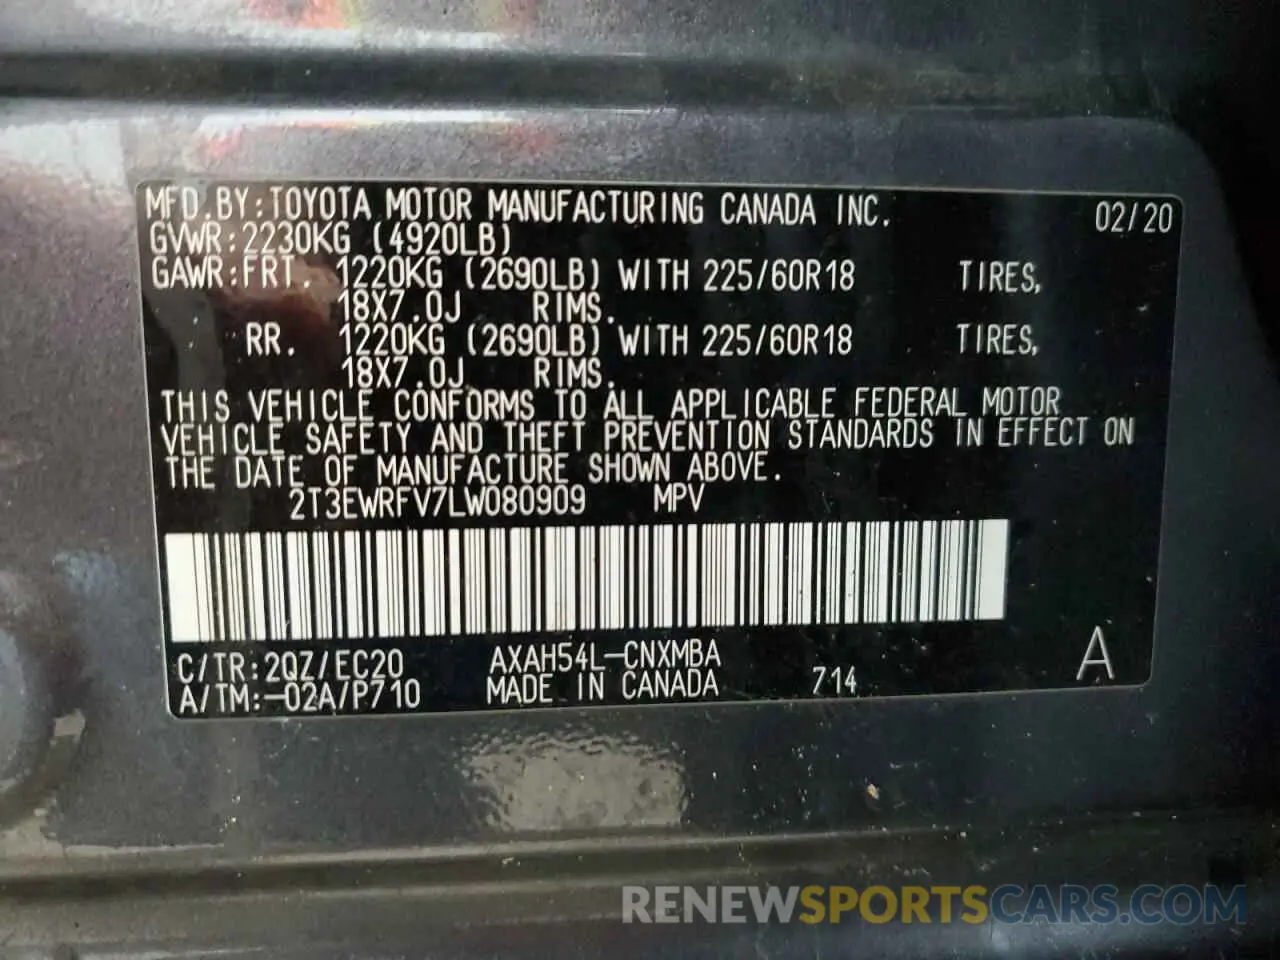 MFD.BY:TOYOTA MOTOR MANUFACTURING CANADA INC. 02/20
GVWR:2230KG (4920LB)
GAWR:FRT. 1220KG (2690LB) WITH 225/60R18 TIRES,
18X7.0J RIMS.
RR. 1220KG (2690LB) WITH 225/60R18 TIRES,
18X7.0J RIMS.
THIS VEHICLE CONFORMS TO ALL APPLICABLE FEDERAL MOTOR
VEHICLE SAFETY AND THEFT PREVENTION STANDARDS IN EFFECT ON
THE DATE OF MANUFACTURE SHOWN ABOVE.
2T3EWRFV7LW080909 MPV
C/TR:2QZ/EC20 AXAH54L-CNXMBA A
A/TM:-02A/P710 MADE IN CANADA 714
RENEWSPORTSCARS.COM